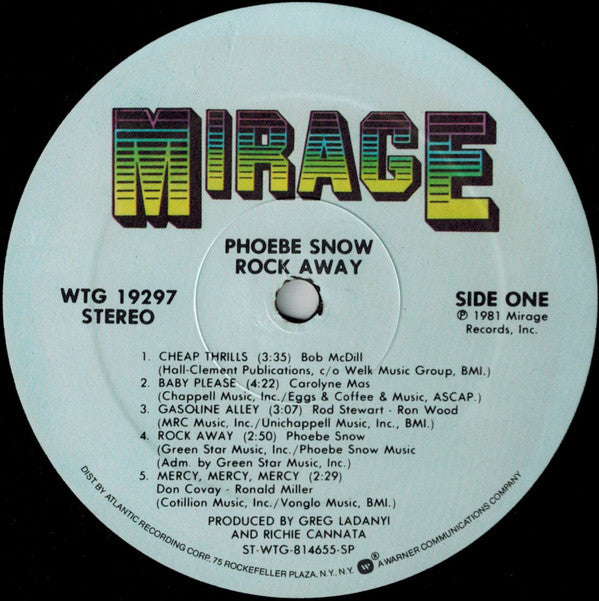 MIRAGE
PHOEBE SNOW
ROCK AWAY
WTG 19297
STEREO
SIDE ONE
℗ 1981 Mirage
Records, Inc.
1. CHEAP THRILLS (3:35) Bob McDill
(Hall-Clement Publications, c/o Welk Music Group, BMI.)
2. BABY PLEASE (4:22) Carolyne Mas
(Chappell Music, Inc./Eggs & Coffee & Music, ASCAP.)
3. GASOLINE ALLEY (3:07) Rod Stewart - Ron Wood
(MRC Music, Inc./Unichappell Music, Inc., BMI.)
4. ROCK AWAY (2:50) Phoebe Snow
(Green Star Music, Inc./Phoebe Snow Music
(Adm. by Green Star Music, Inc.)
5. MERCY, MERCY, MERCY (2:29)
Don Covay - Ronald Miller
(Cotillion Music, Inc./Vonglo Music, BMI.)
PRODUCED BY GREG LADANYI
AND RICHIE CANNATA
ST-WTG-814655-SP
DIST. BY ATLANTIC RECORDING CORP. 75 ROCKEFELLER PLAZA, N.Y., N.Y. W ® A WARNER COMMUNICATIONS COMPANY